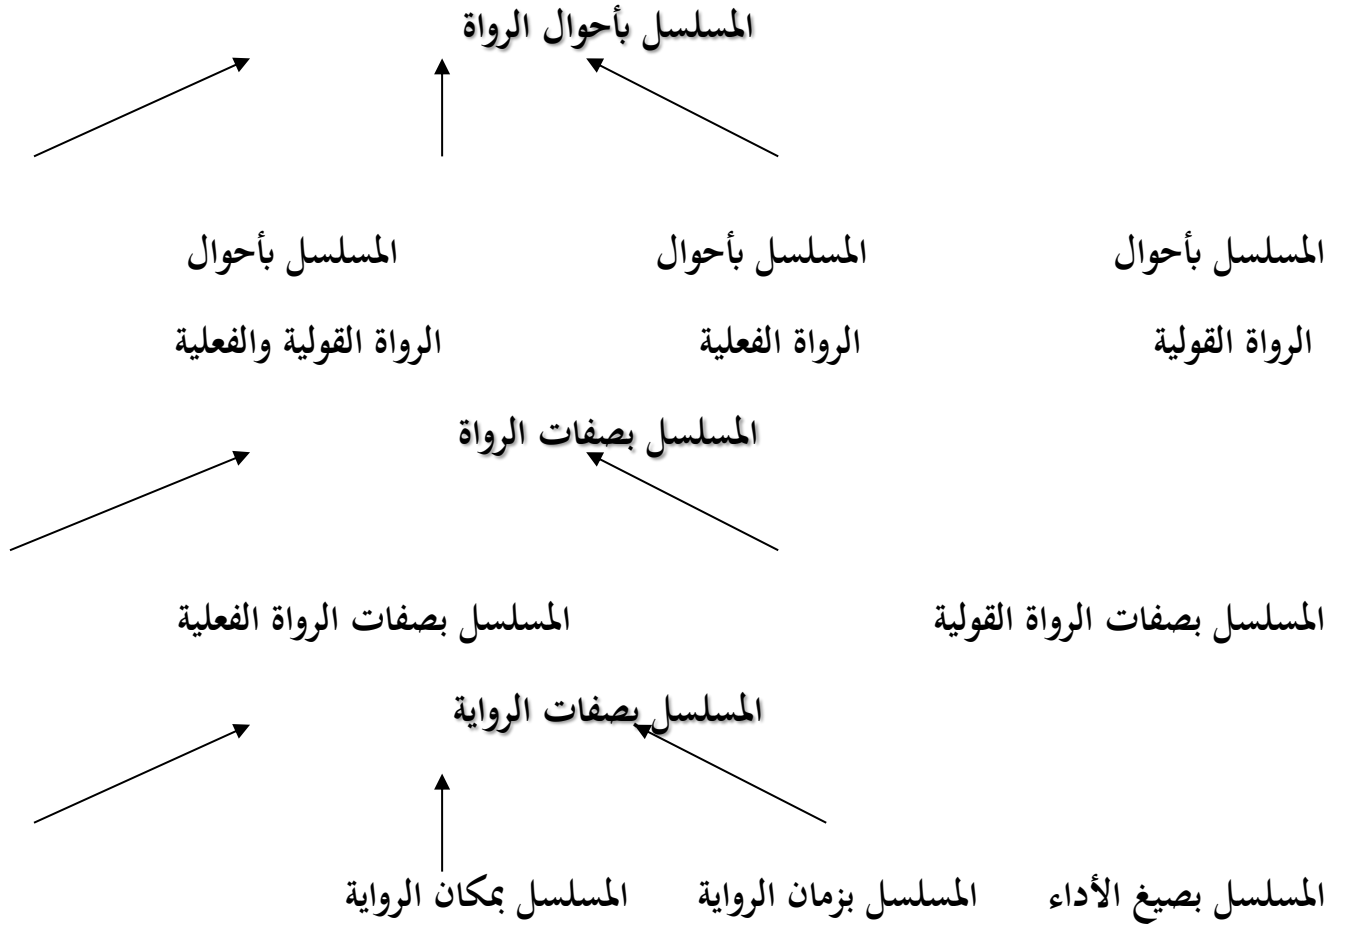 المسلسل بأحوال الرواة
المسلسل بأحوال المسلسل بأحوال المسلسل بأحوال
الرواة القولية الرواة الفعلية الرواة القولية والفعلية
المسلسل بصفات الرواة
المسلسل بصفات الرواة القولية المسلسل بصفات الرواة الفعلية
المسلسل بصفات الرواية
المسلسل بصيغ الأداء المسلسل بزمان الرواية المسلسل بمكان الرواية